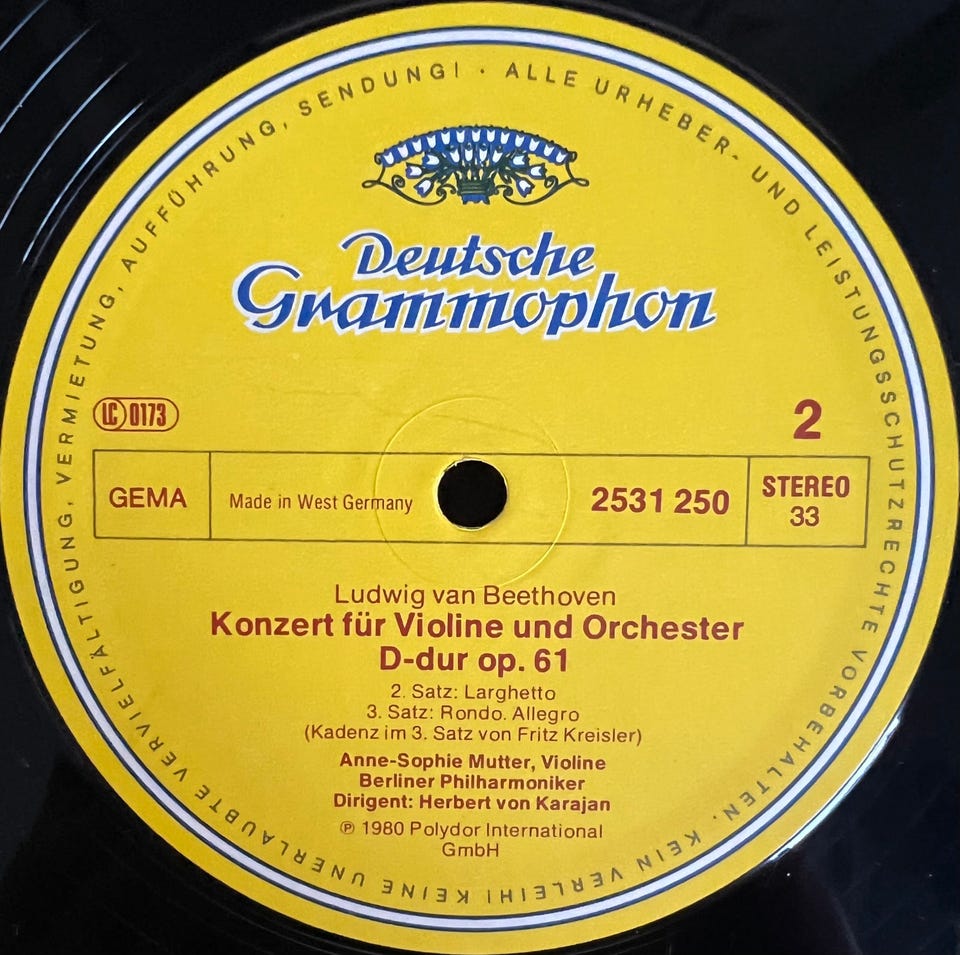 ALLE URHEBER- UND LEISTUNGSSCHUTZRECHTE VORBEHALTEN · KEIN VERLEIH! KEINE UNERLAUBTE VERVIELFÄLTIGUNG, VERMIETUNG, AUFFÜHRUNG, SENDUNG! ·
Deutsche
Grammophon
LC 0173
2
GEMA
Made in West Germany
2531 250
STEREO
33
Ludwig van Beethoven
Konzert für Violine und Orchester
D-dur op. 61
2. Satz: Larghetto
3. Satz: Rondo. Allegro
(Kadenz im 3. Satz von Fritz Kreisler)
Anne-Sophie Mutter, Violine
Berliner Philharmoniker
Dirigent: Herbert von Karajan
℗ 1980 Polydor International
GmbH